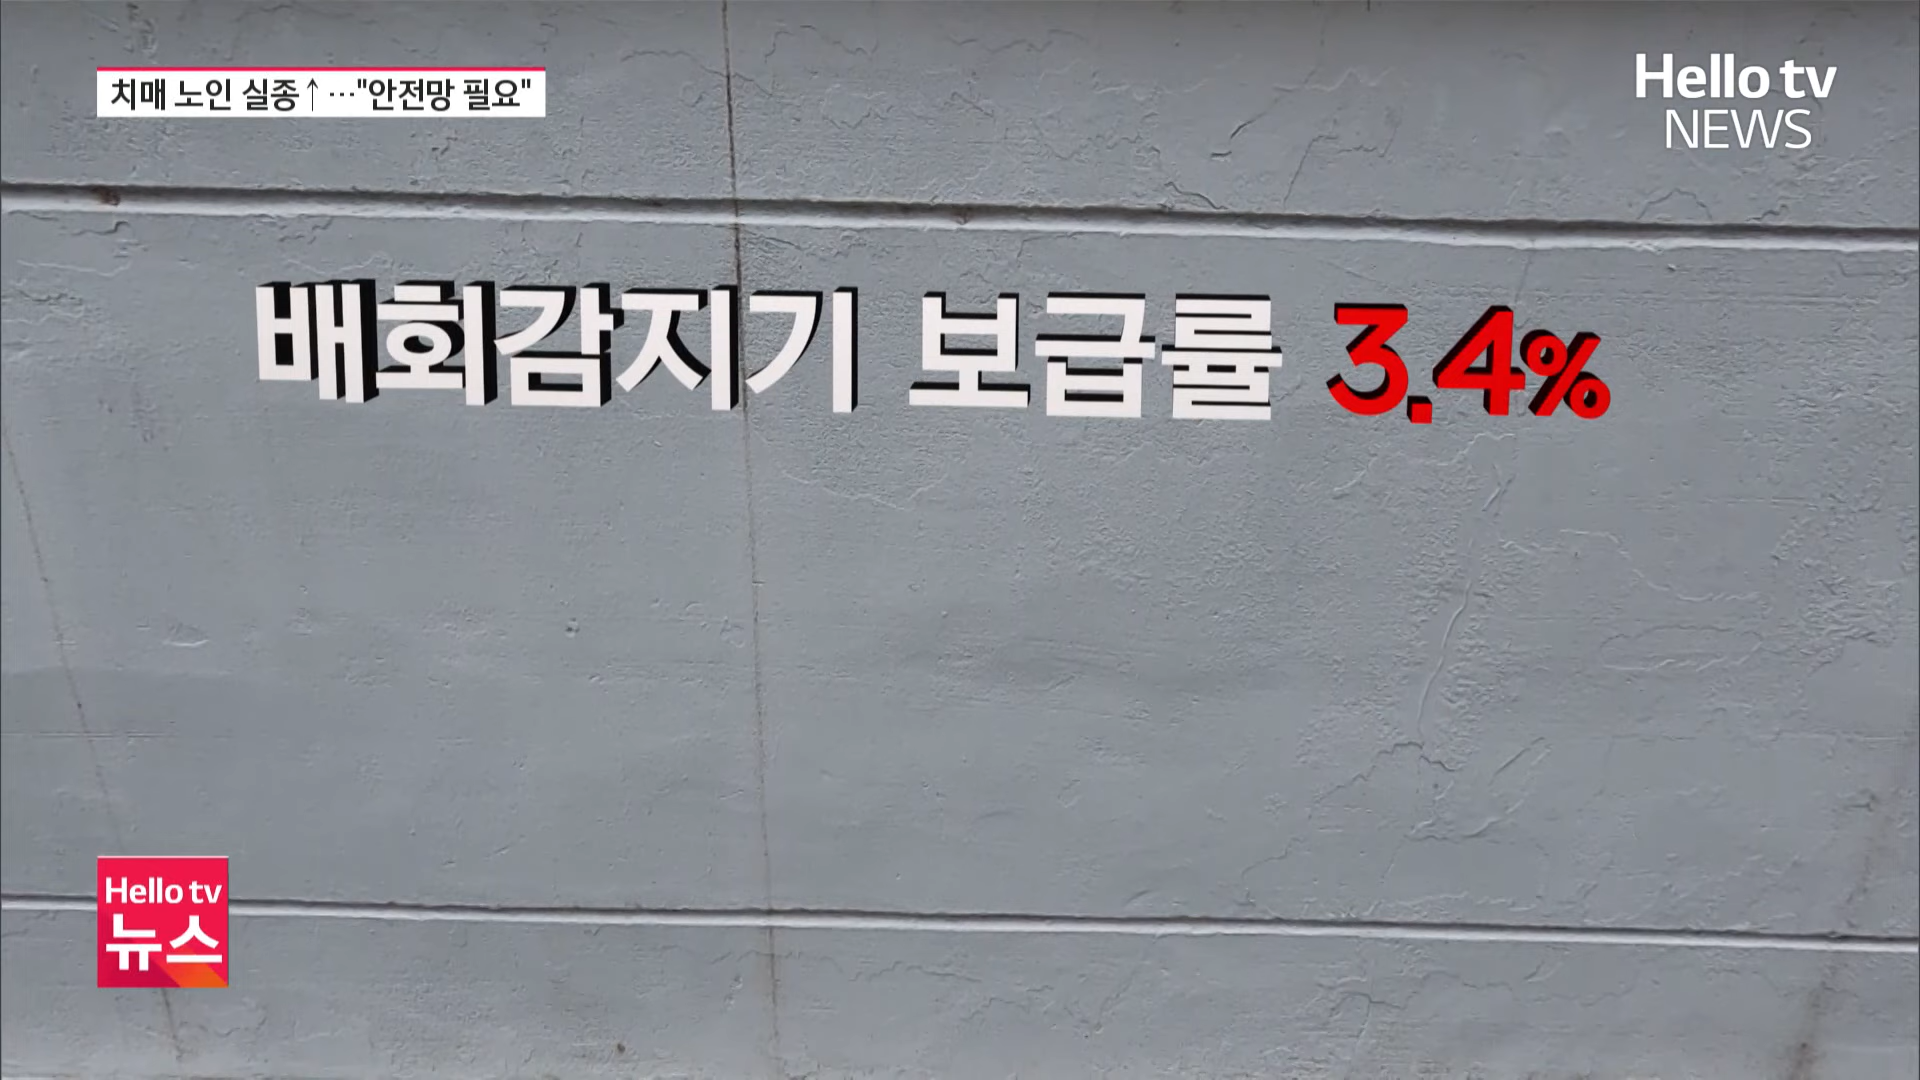 치매 노인 실종↑…"안전망 필요"
Hello tv
NEWS
배회감지기 보급률 3.4%
Hello tv
뉴스